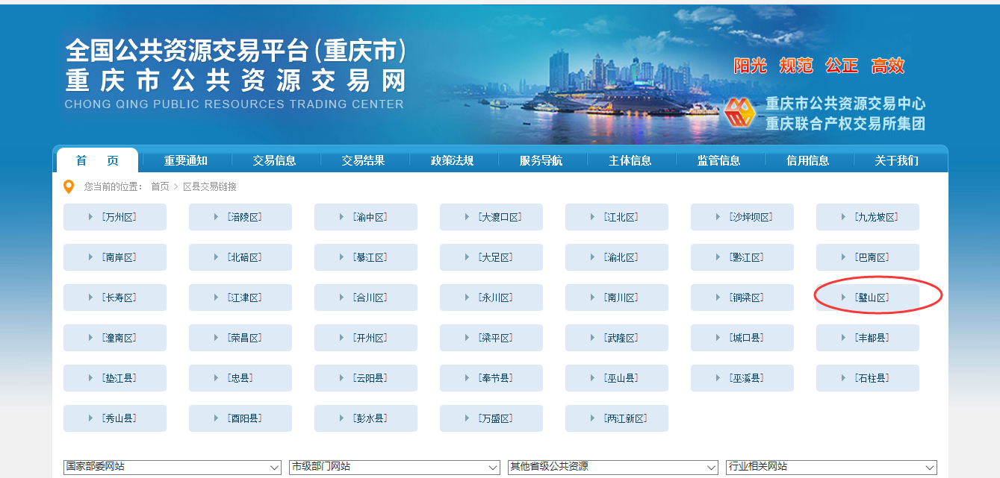 全国公共资源交易平台(重庆市)
重庆市公共资源交易网
CHONG QING PUBLIC RESOURCES TRADING CENTER
阳光 规范 公正 高效
重庆市公共资源交易中心
重庆联合产权交易所集团
首 页 重要通知 交易信息 交易结果 政策法规 服务导航 主体信息 监管信息 信用信息 关于我们
您当前的位置： 首页 > 区县交易链接
[万州区] [涪陵区] [渝中区] [大渡口区] [江北区] [沙坪坝区] [九龙坡区]
[南岸区] [北碚区] [綦江区] [大足区] [渝北区] [黔江区] [巴南区]
[长寿区] [江津区] [合川区] [永川区] [南川区] [铜梁区] [璧山区]
[潼南区] [荣昌区] [开州区] [梁平区] [武隆区] [城口县] [丰都县]
[垫江县] [忠县] [云阳县] [奉节县] [巫山县] [巫溪县] [石柱县]
[秀山县] [酉阳县] [彭水县] [万盛区] [两江新区]
国家部委网站 市级部门网站 其他省级公共资源 行业相关网站